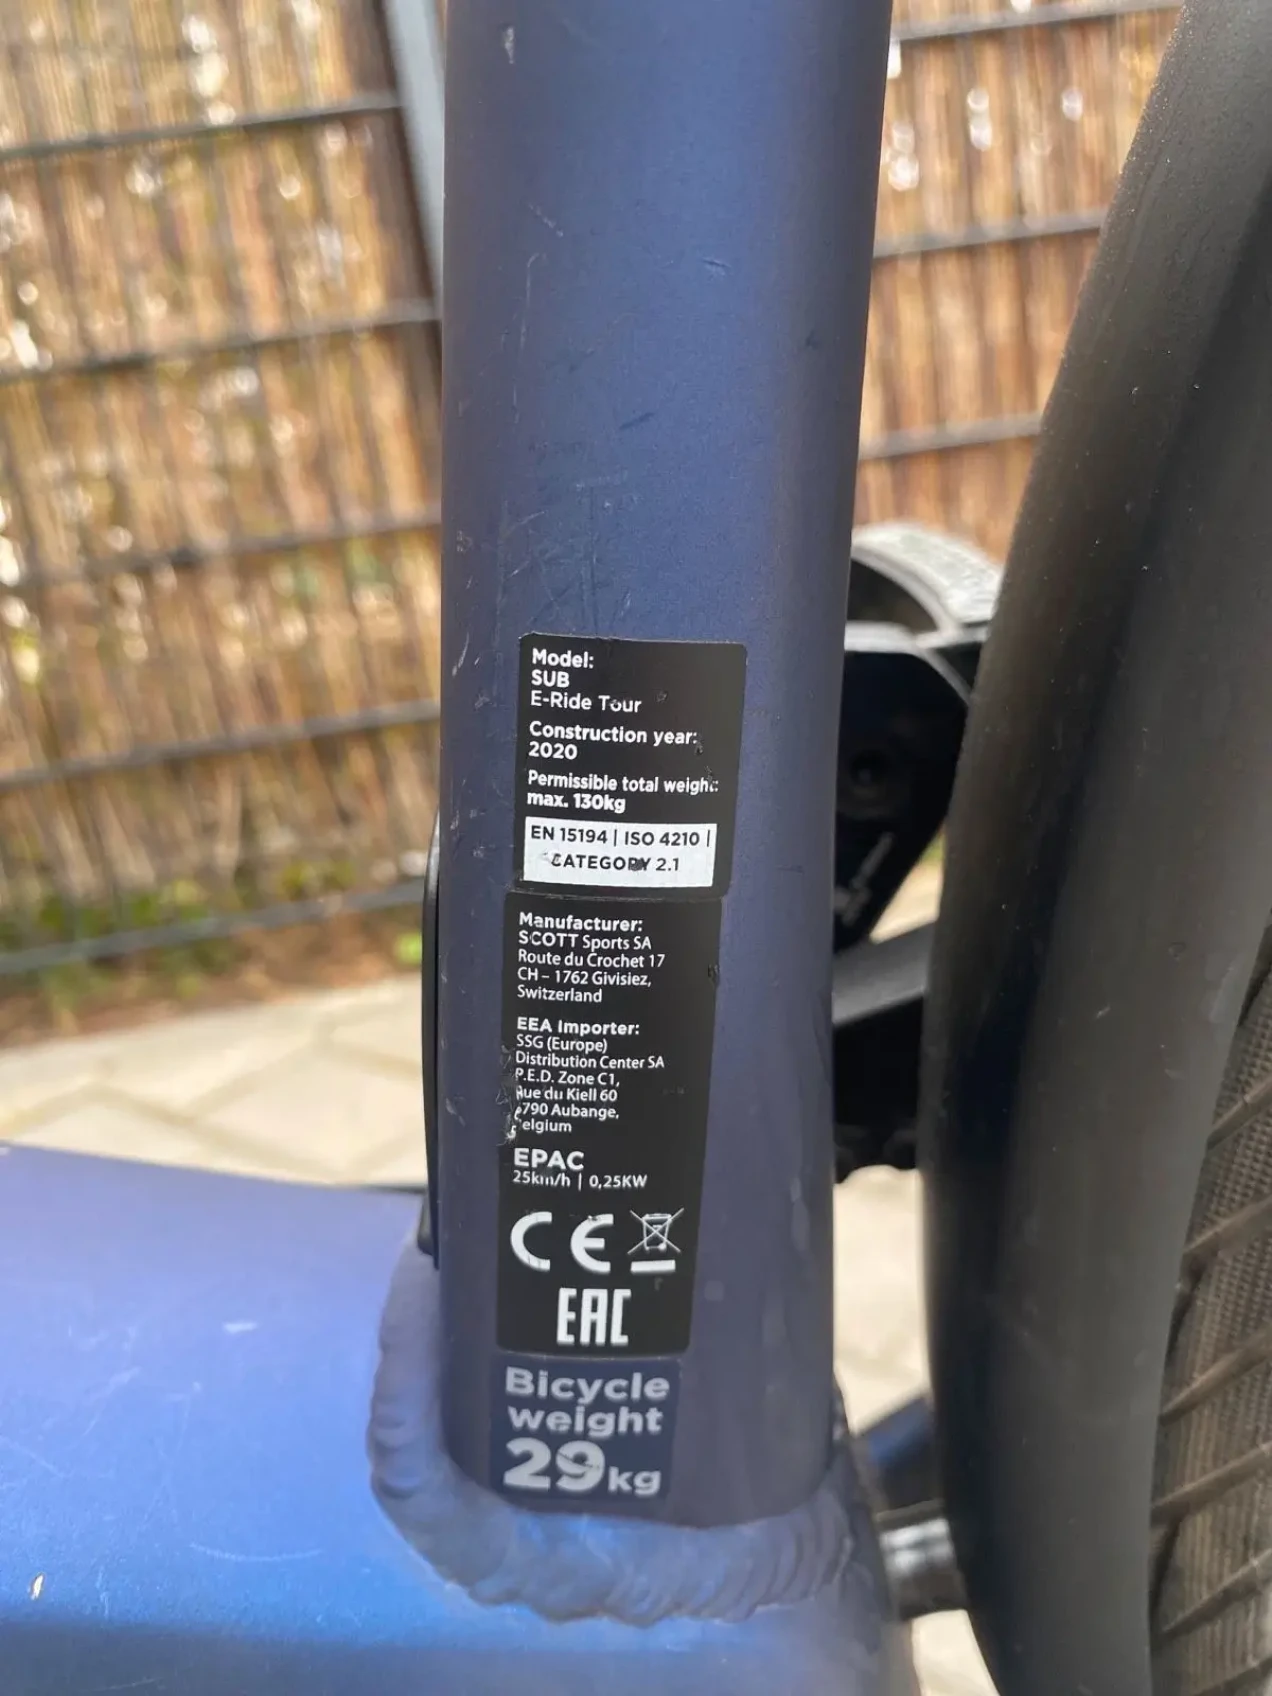 Model:
SUB
E-Ride Tour
Construction year:
2020
Permissible total weight:
max. 130kg
EN 15194 | ISO 4210 |
CATEGORY 2.1
Manufacturer:
SCOTT Sports SA
Route du Crochet 17
CH – 1762 Givisiez,
Switzerland
EEA Importer:
SSG (Europe)
Distribution Center SA
P.E.D. Zone C1,
Rue du Kiell 60
6790 Aubange,
Belgium
EPAC
25km/h | 0,25KW
CE
EAC
Bicycle
weight
29kg